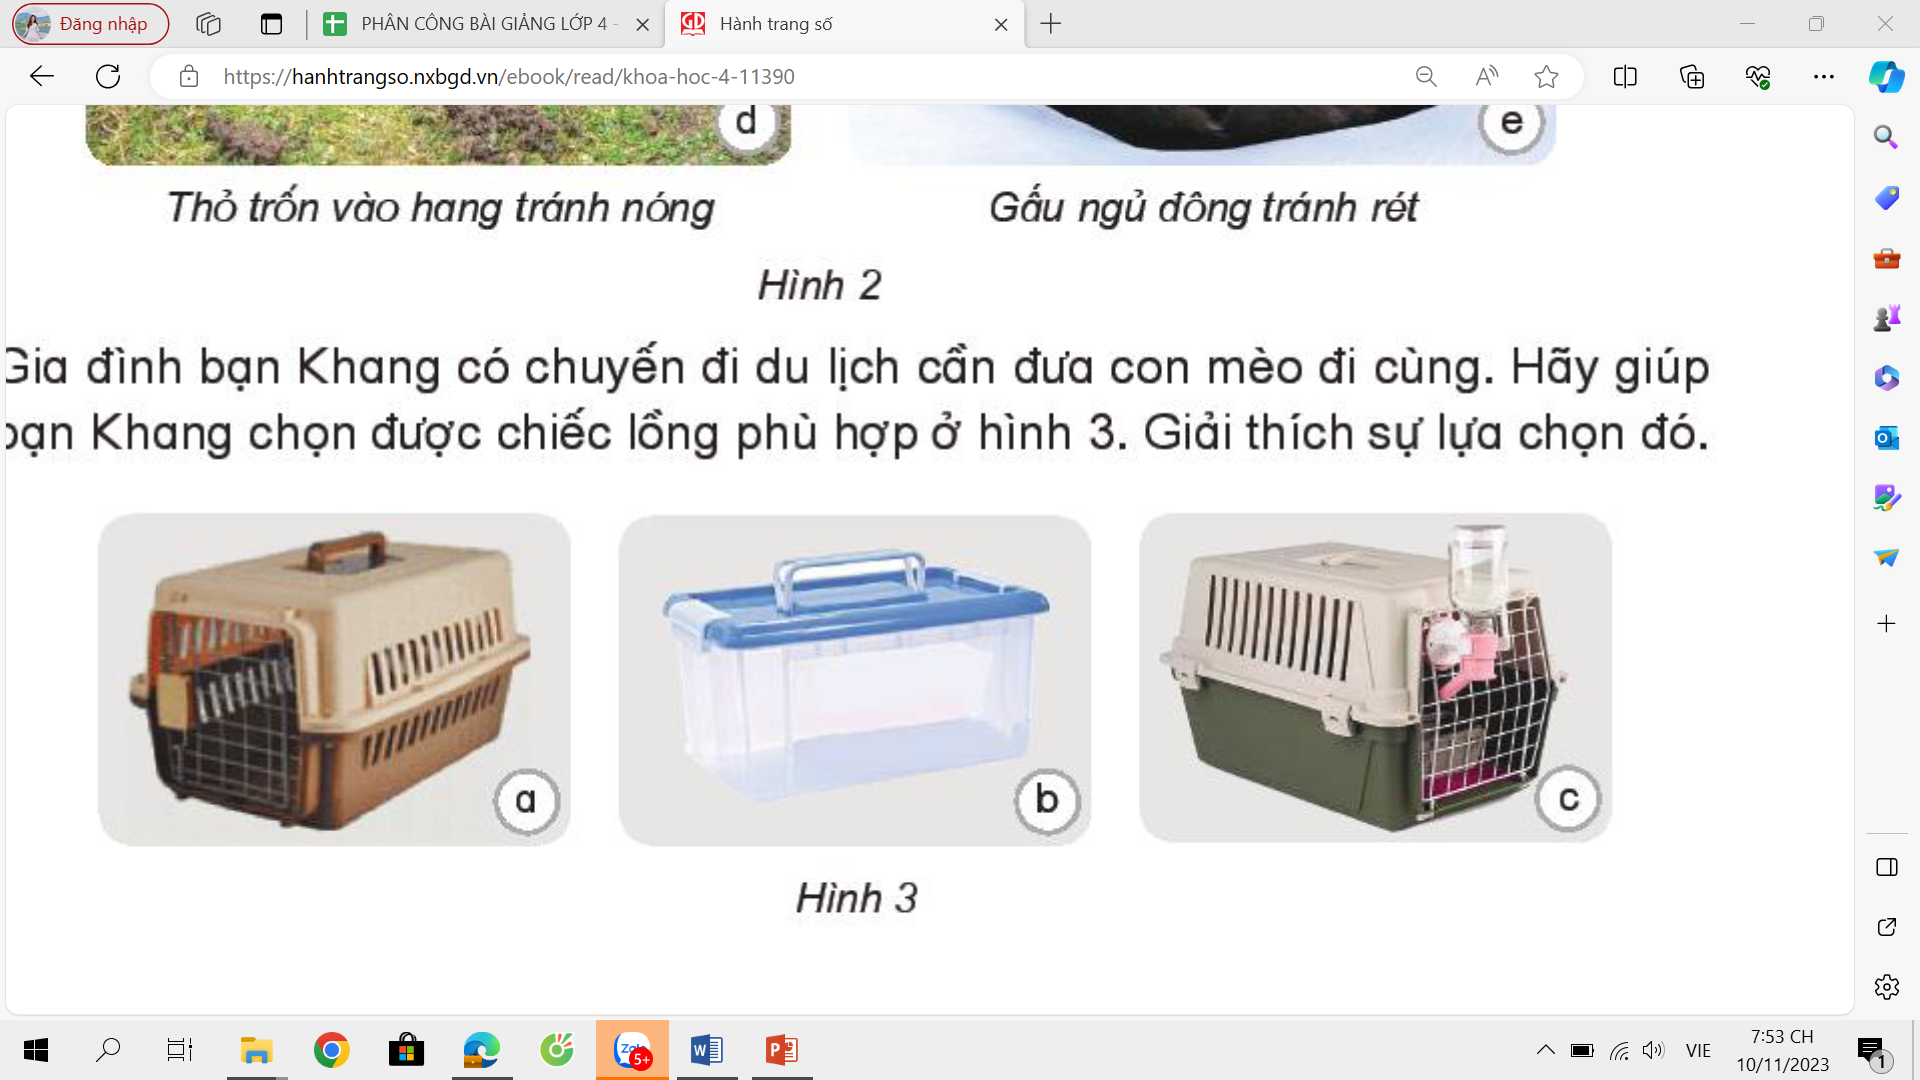 Đăng nhập
PHÂN CÔNG BÀI GIẢNG LỚP 4 -
Hành trang số
https://hanhtrangso.nxbgd.vn/ebook/read/khoa-hoc-4-11390
d
e
Thỏ trốn vào hang tránh nóng
Gấu ngủ đông tránh rét
Hình 2
Gia đình bạn Khang có chuyến đi du lịch cần đưa con mèo đi cùng. Hãy giúp
bạn Khang chọn được chiếc lồng phù hợp ở hình 3. Giải thích sự lựa chọn đó.
a
b
c
Hình 3
Zalo
5+
VIE
7:53 CH
10/11/2023
1